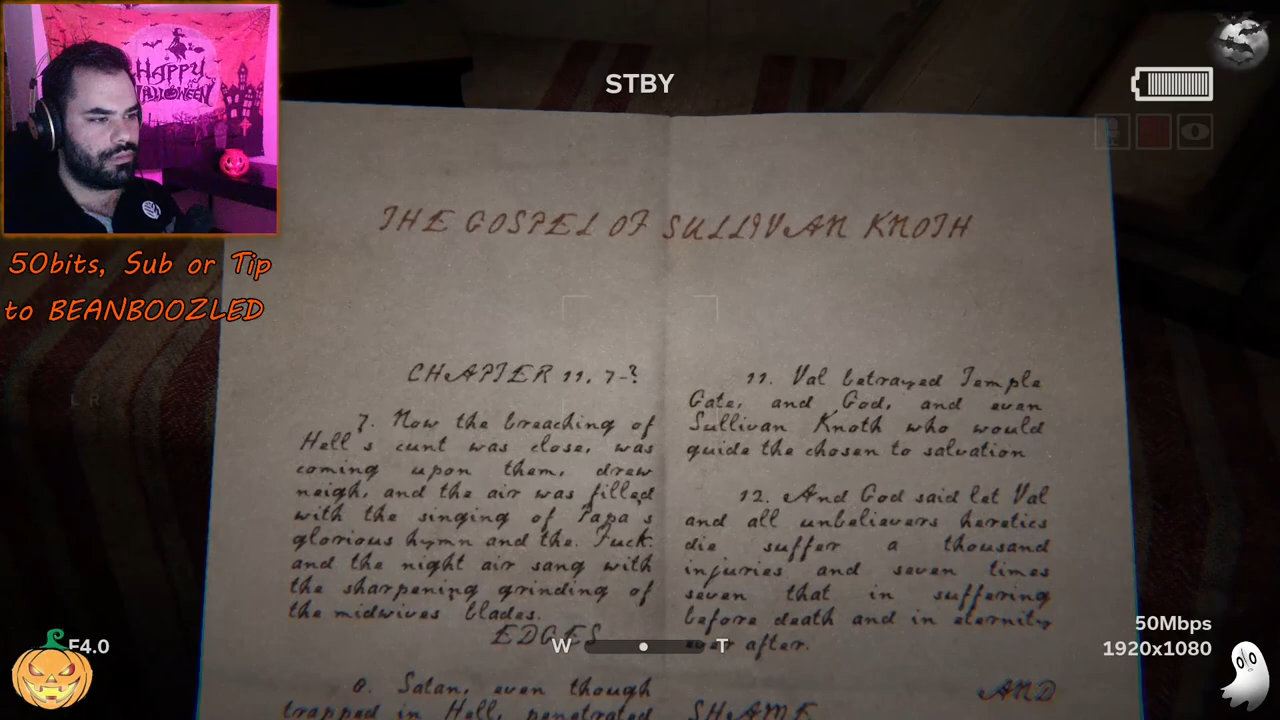 HAPPY
HALLOWEEN
STBY
50bits, Sub or Tip
to BEANBOOZLED
THE GOSPEL OF SULLIVAN KNOTH
CHAPTER 11. 7-?
7. Now the breaching of
Hell s cunt was close, was
coming upon them, drew
neigh, and the air was filled
with the singing of Papa s
glorious hymn and the. Fuck.
and the night air sang with
the sharpening grinding of
the midwives blades.
EDGES
8. Satan, even though
trapped in Hell, penetrated
11. Val betrayed Temple
Gate, and God, and even
Sullivan Knoth who would
guide the chosen to salvation
12. And God said let Val
and all unbelievers heretics
die suffer a thousand
injuries and seven times
seven that in suffering
before death and in eternity
ever after.
AND
SHAME
L R
F4.0
W
T
50Mbps
1920x1080